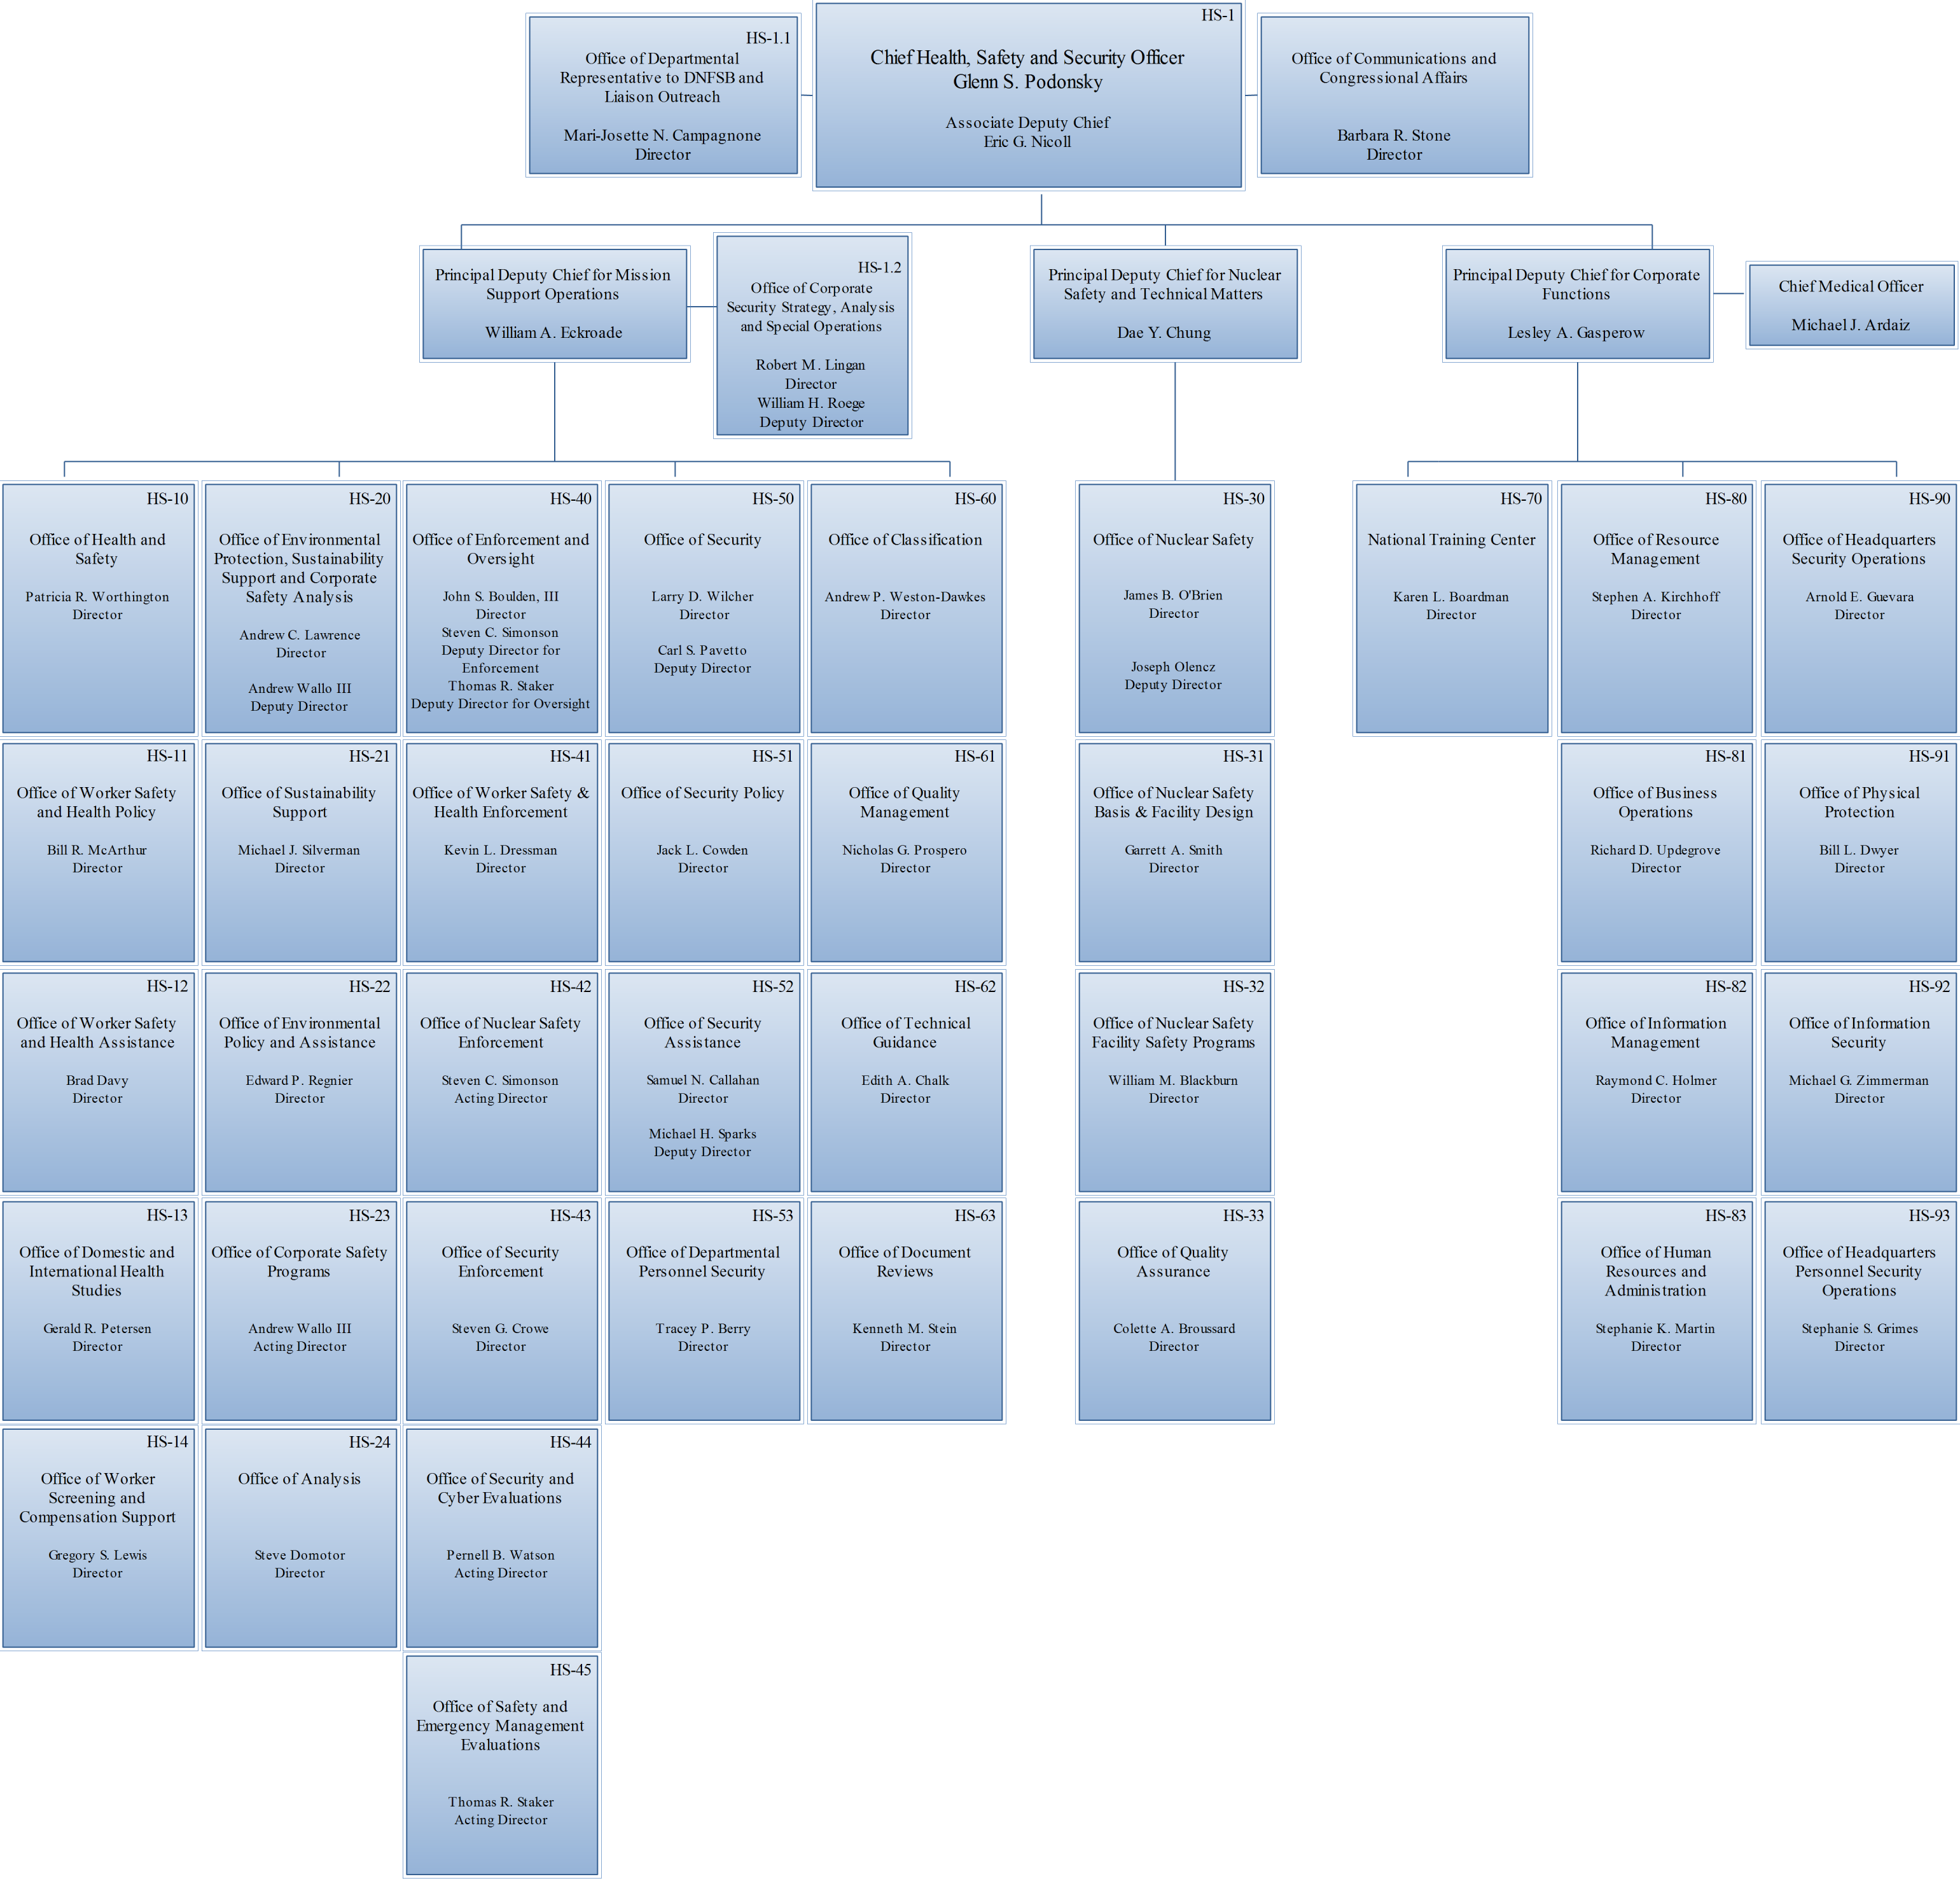 HS-1.1
Office of Departmental
Representative to DNFSB and
Liaison Outreach
Mari-Josette N. Campagnone
Director
HS-1
Chief Health, Safety and Security Officer
Glenn S. Podonsky
Associate Deputy Chief
Eric G. Nicoll
Office of Communications and
Congressional Affairs
Barbara R. Stone
Director
Principal Deputy Chief for Mission
Support Operations
William A. Eckroade
HS-1.2
Office of Corporate
Security Strategy, Analysis
and Special Operations
Robert M. Lingan
Director
William H. Roege
Deputy Director
Principal Deputy Chief for Nuclear
Safety and Technical Matters
Dae Y. Chung
Principal Deputy Chief for Corporate
Functions
Lesley A. Gasperow
Chief Medical Officer
Michael J. Ardaiz
HS-10
Office of Health and
Safety
Patricia R. Worthington
Director
HS-20
Office of Environmental
Protection, Sustainability
Support and Corporate
Safety Analysis
Andrew C. Lawrence
Director
Andrew Wallo III
Deputy Director
HS-40
Office of Enforcement and
Oversight
John S. Boulden, III
Director
Steven C. Simonson
Deputy Director for
Enforcement
Thomas R. Staker
Deputy Director for Oversight
HS-50
Office of Security
Larry D. Wilcher
Director
Carl S. Pavetto
Deputy Director
HS-60
Office of Classification
Andrew P. Weston-Dawkes
Director
HS-30
Office of Nuclear Safety
James B. O'Brien
Director
Joseph Olencz
Deputy Director
HS-70
National Training Center
Karen L. Boardman
Director
HS-80
Office of Resource
Management
Stephen A. Kirchhoff
Director
HS-90
Office of Headquarters
Security Operations
Arnold E. Guevara
Director
HS-11
Office of Worker Safety
and Health Policy
Bill R. McArthur
Director
HS-21
Office of Sustainability
Support
Michael J. Silverman
Director
HS-41
Office of Worker Safety &
Health Enforcement
Kevin L. Dressman
Director
HS-51
Office of Security Policy
Jack L. Cowden
Director
HS-61
Office of Quality
Management
Nicholas G. Prospero
Director
HS-31
Office of Nuclear Safety
Basis & Facility Design
Garrett A. Smith
Director
HS-81
Office of Business
Operations
Richard D. Updegrove
Director
HS-91
Office of Physical
Protection
Bill L. Dwyer
Director
HS-12
Office of Worker Safety
and Health Assistance
Brad Davy
Director
HS-22
Office of Environmental
Policy and Assistance
Edward P. Regnier
Director
HS-42
Office of Nuclear Safety
Enforcement
Steven C. Simonson
Acting Director
HS-52
Office of Security
Assistance
Samuel N. Callahan
Director
Michael H. Sparks
Deputy Director
HS-62
Office of Technical
Guidance
Edith A. Chalk
Director
HS-32
Office of Nuclear Safety
Facility Safety Programs
William M. Blackburn
Director
HS-82
Office of Information
Management
Raymond C. Holmer
Director
HS-92
Office of Information
Security
Michael G. Zimmerman
Director
HS-13
Office of Domestic and
International Health
Studies
Gerald R. Petersen
Director
HS-23
Office of Corporate Safety
Programs
Andrew Wallo III
Acting Director
HS-43
Office of Security
Enforcement
Steven G. Crowe
Director
HS-53
Office of Departmental
Personnel Security
Tracey P. Berry
Director
HS-63
Office of Document
Reviews
Kenneth M. Stein
Director
HS-33
Office of Quality
Assurance
Colette A. Broussard
Director
HS-83
Office of Human
Resources and
Administration
Stephanie K. Martin
Director
HS-93
Office of Headquarters
Personnel Security
Operations
Stephanie S. Grimes
Director
HS-14
Office of Worker
Screening and
Compensation Support
Gregory S. Lewis
Director
HS-24
Office of Analysis
Steve Domotor
Director
HS-44
Office of Security and
Cyber Evaluations
Pernell B. Watson
Acting Director
HS-45
Office of Safety and
Emergency Management
Evaluations
Thomas R. Staker
Acting Director